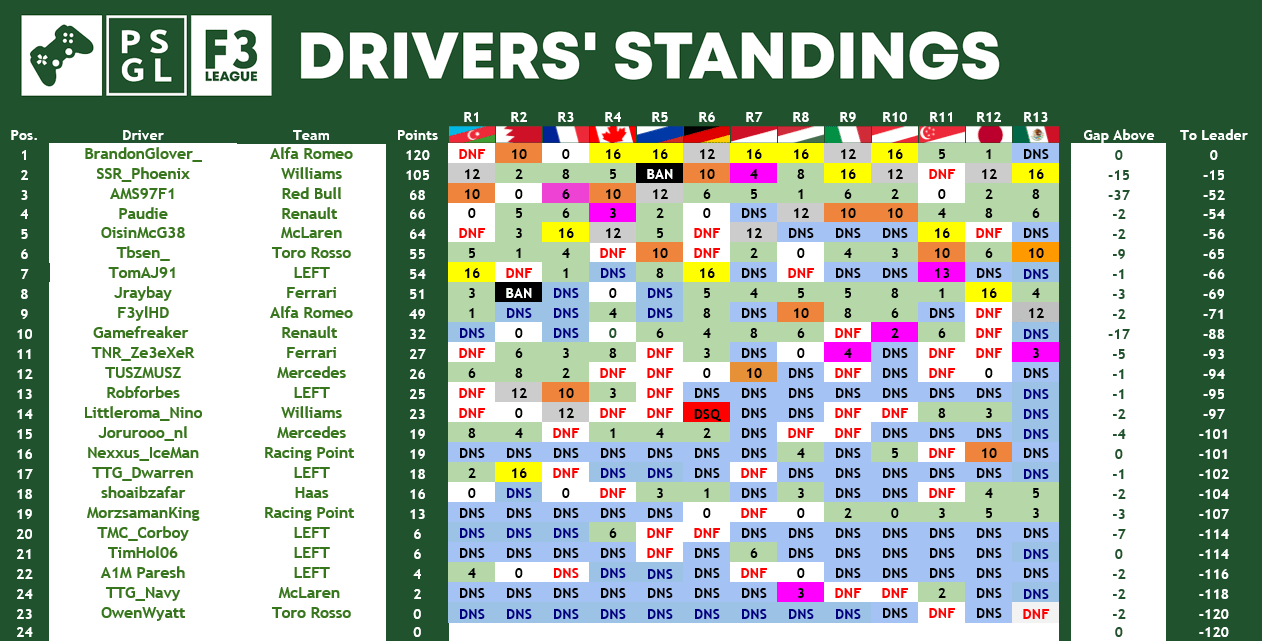 PS GL F3 LEAGUE DRIVERS' STANDINGS
R1 R2 R3 R4 R5 R6 R7 R8 R9 R10 R11 R12 R13
Pos. Driver Team Points Gap Above To Leader
1 BrandonGlover_ Alfa Romeo 120 DNF 10 0 16 16 12 16 16 12 16 5 1 DNS 0 0
2 SSR_Phoenix Williams 105 12 2 8 5 BAN 10 4 8 16 12 DNF 12 16 -15 -15
3 AMS97F1 Red Bull 68 10 0 6 10 12 6 5 1 6 2 0 2 8 -37 -52
4 Paudie Renault 66 0 5 6 3 2 0 DNS 12 10 10 4 8 6 -2 -54
5 OisinMcG38 McLaren 64 DNF 3 16 12 5 DNF 12 DNS DNS DNS 16 DNF DNS -2 -56
6 Tbsen_ Toro Rosso 55 5 1 4 DNF 10 DNF 2 0 4 3 10 6 10 -9 -65
7 TomAJ91 LEFT 54 16 DNF 1 DNS 8 16 DNS DNF DNS DNS 13 DNS DNS -1 -66
8 Jraybay Ferrari 51 3 BAN DNS 0 DNS 5 4 5 5 8 1 16 4 -3 -69
9 F3ylHD Alfa Romeo 49 1 DNS DNS 4 DNS 8 DNS 10 8 6 DNS DNF 12 -2 -71
10 Gamefreaker Renault 32 DNS 0 DNS 0 6 4 8 6 DNF 2 6 DNF DNS -17 -88
11 TNR_Ze3eXeR Ferrari 27 DNF 6 3 8 DNF 3 DNS 0 4 DNS DNF DNF 3 -5 -93
12 TUSZMUSZ Mercedes 26 6 8 2 DNF DNF 0 10 DNS DNF DNS DNF 0 DNS -1 -94
13 Robforbes LEFT 25 DNF 12 10 3 DNF DNS DNS DNS DNS DNS DNS DNS DNS -1 -95
14 Littleroma_Nino Williams 23 DNF 0 12 DNF DNF DSQ DNS DNS DNF DNF 8 3 DNS -2 -97
15 Jorurooo_nl Mercedes 19 8 4 DNF 1 4 2 DNS DNF DNF DNS DNS DNS DNS -4 -101
16 Nexxus_IceMan Racing Point 19 DNS DNS DNS DNS DNS DNS DNS 4 DNS 5 DNF 10 DNS 0 -101
17 TTG_Dwarren LEFT 18 2 16 DNF DNS DNS DNS DNF DNS DNS DNS DNS DNS DNS -1 -102
18 shoaibzafar Haas 16 0 DNS 0 DNF 3 1 DNS 3 DNS DNS DNF 4 5 -2 -104
19 MorzsamanKing Racing Point 13 DNS DNS DNS DNS DNS 0 DNF 0 2 0 3 5 3 -3 -107
20 TMC_Corboy LEFT 6 DNS DNS DNS 6 DNF DNF DNS DNS DNS DNS DNS DNS DNS -7 -114
21 TimHol06 LEFT 6 DNS DNS DNS DNS DNF DNS 6 DNS DNS DNS DNS DNS DNS 0 -114
22 A1M Paresh LEFT 4 4 0 DNS DNS DNS DNS DNF 0 DNS DNS DNS DNS DNS -2 -116
24 TTG_Navy McLaren 2 DNS DNS DNS DNS DNS DNS DNS 3 DNF DNF 2 DNS DNS -2 -118
23 OwenWyatt Toro Rosso 0 DNS DNS DNS DNS DNS DNS DNS DNS DNS DNS DNF DNS DNF -2 -120
24 0 0 -120